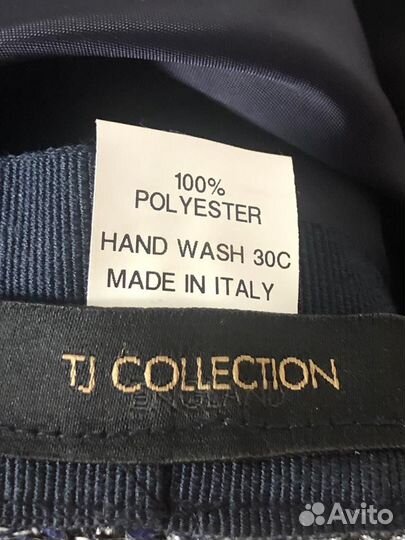 100%
POLYESTER
HAND WASH 30C
MADE IN ITALY
TJ COLLECTION
ENGLAND
Avito